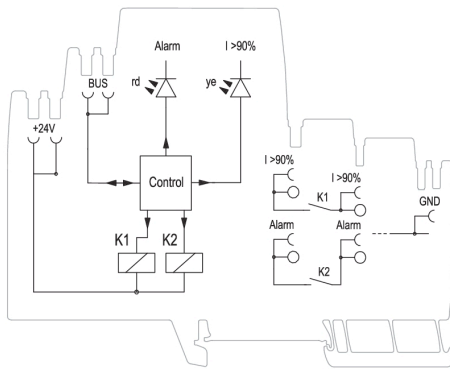 Alarm
I >90%
BUS
rd
ye
+24V
Control
I >90%
I >90%
K1
GND
Alarm
Alarm
K1
K2
K2